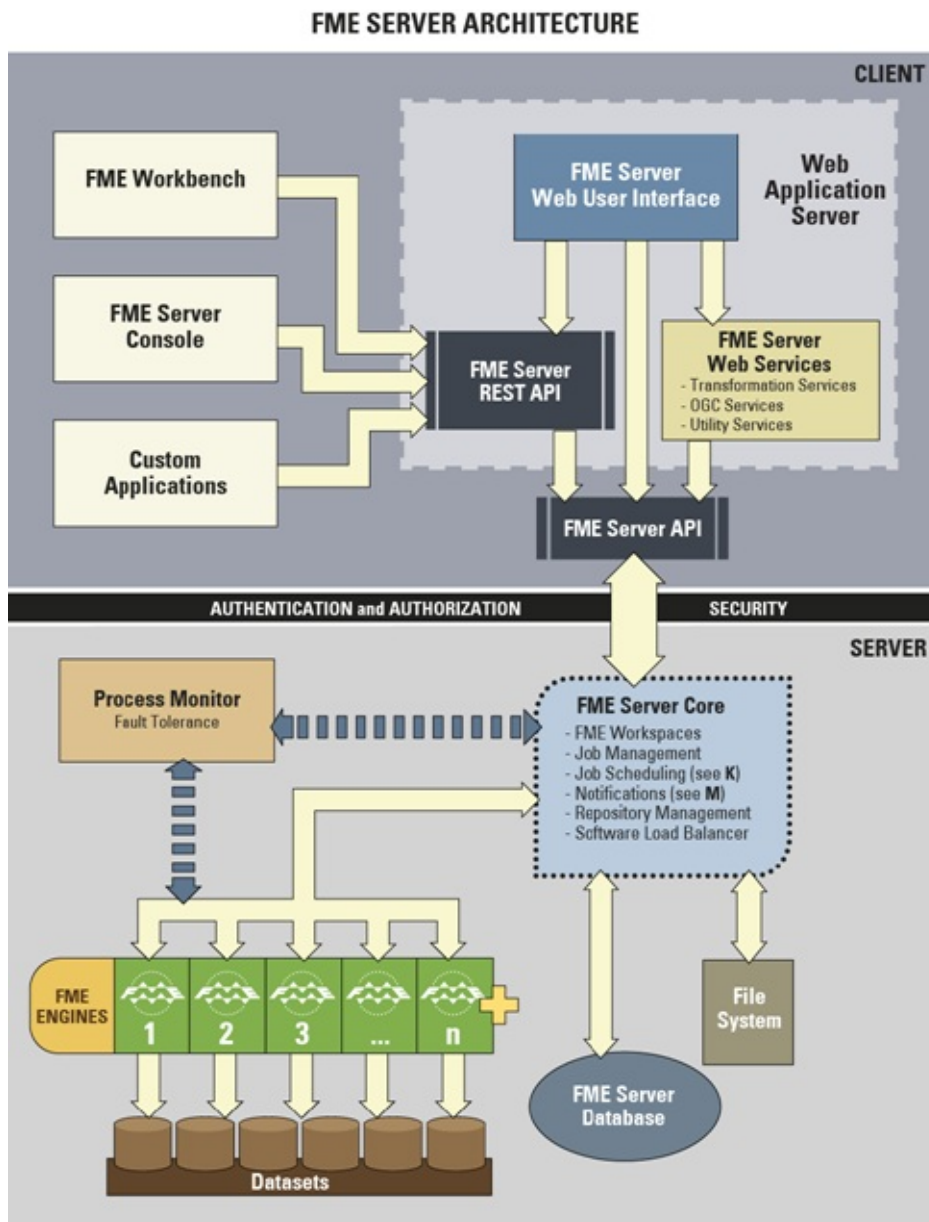 FME SERVER ARCHITECTURE
CLIENT
FME Workbench
FME Server
Console
Custom
Applications
FME Server
Web User Interface
Web
Application
Server
FME Server
REST API
FME Server
Web Services
- Transformation Services
- OGC Services
- Utility Services
FME Server API
AUTHENTICATION and AUTHORIZATION
SECURITY
SERVER
Process Monitor
Fault Tolerance
FME Server Core
- FME Workspaces
- Job Management
- Job Scheduling (see K)
- Notifications (see M)
- Repository Management
- Software Load Balancer
FME
ENGINES
1
2
3
...
n
File
System
FME Server
Database
Datasets